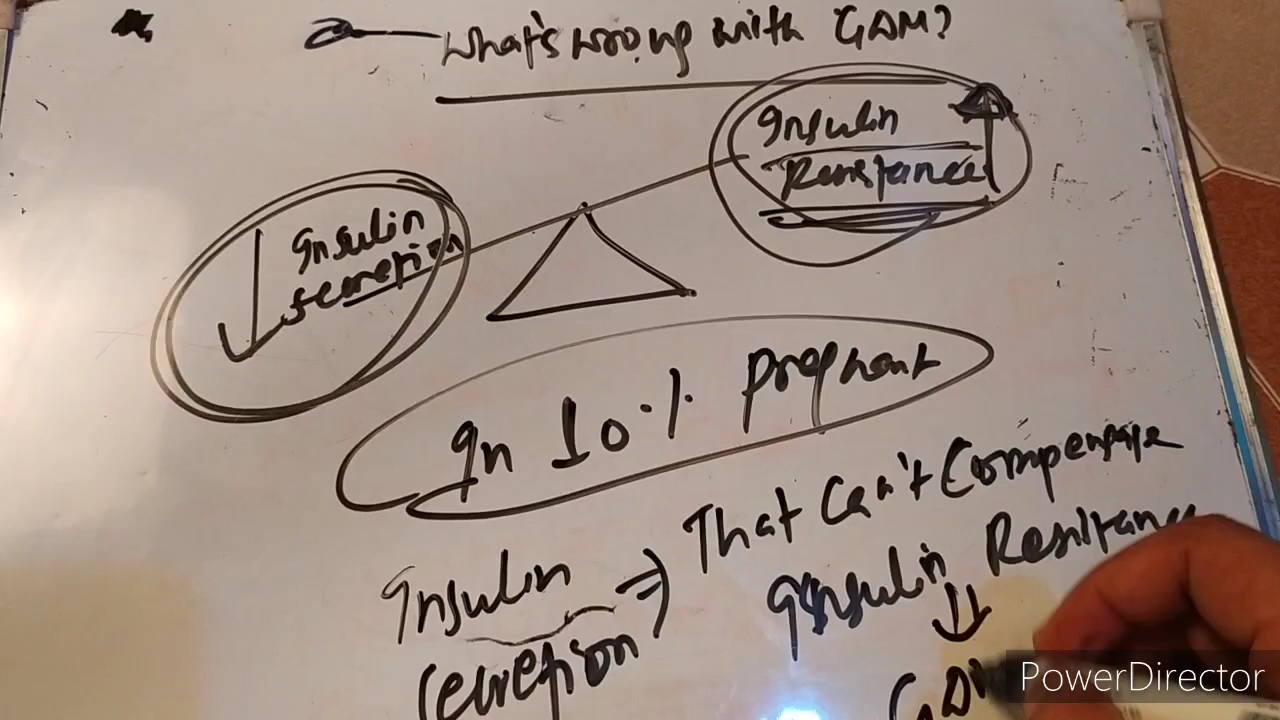 What's wrong with GDM?
Insulin
Resistance
Insulin
secretion
In 10% pregnant
That can't compensate
Insulin Resistance
Insulin
secretion
GDM
PowerDirector